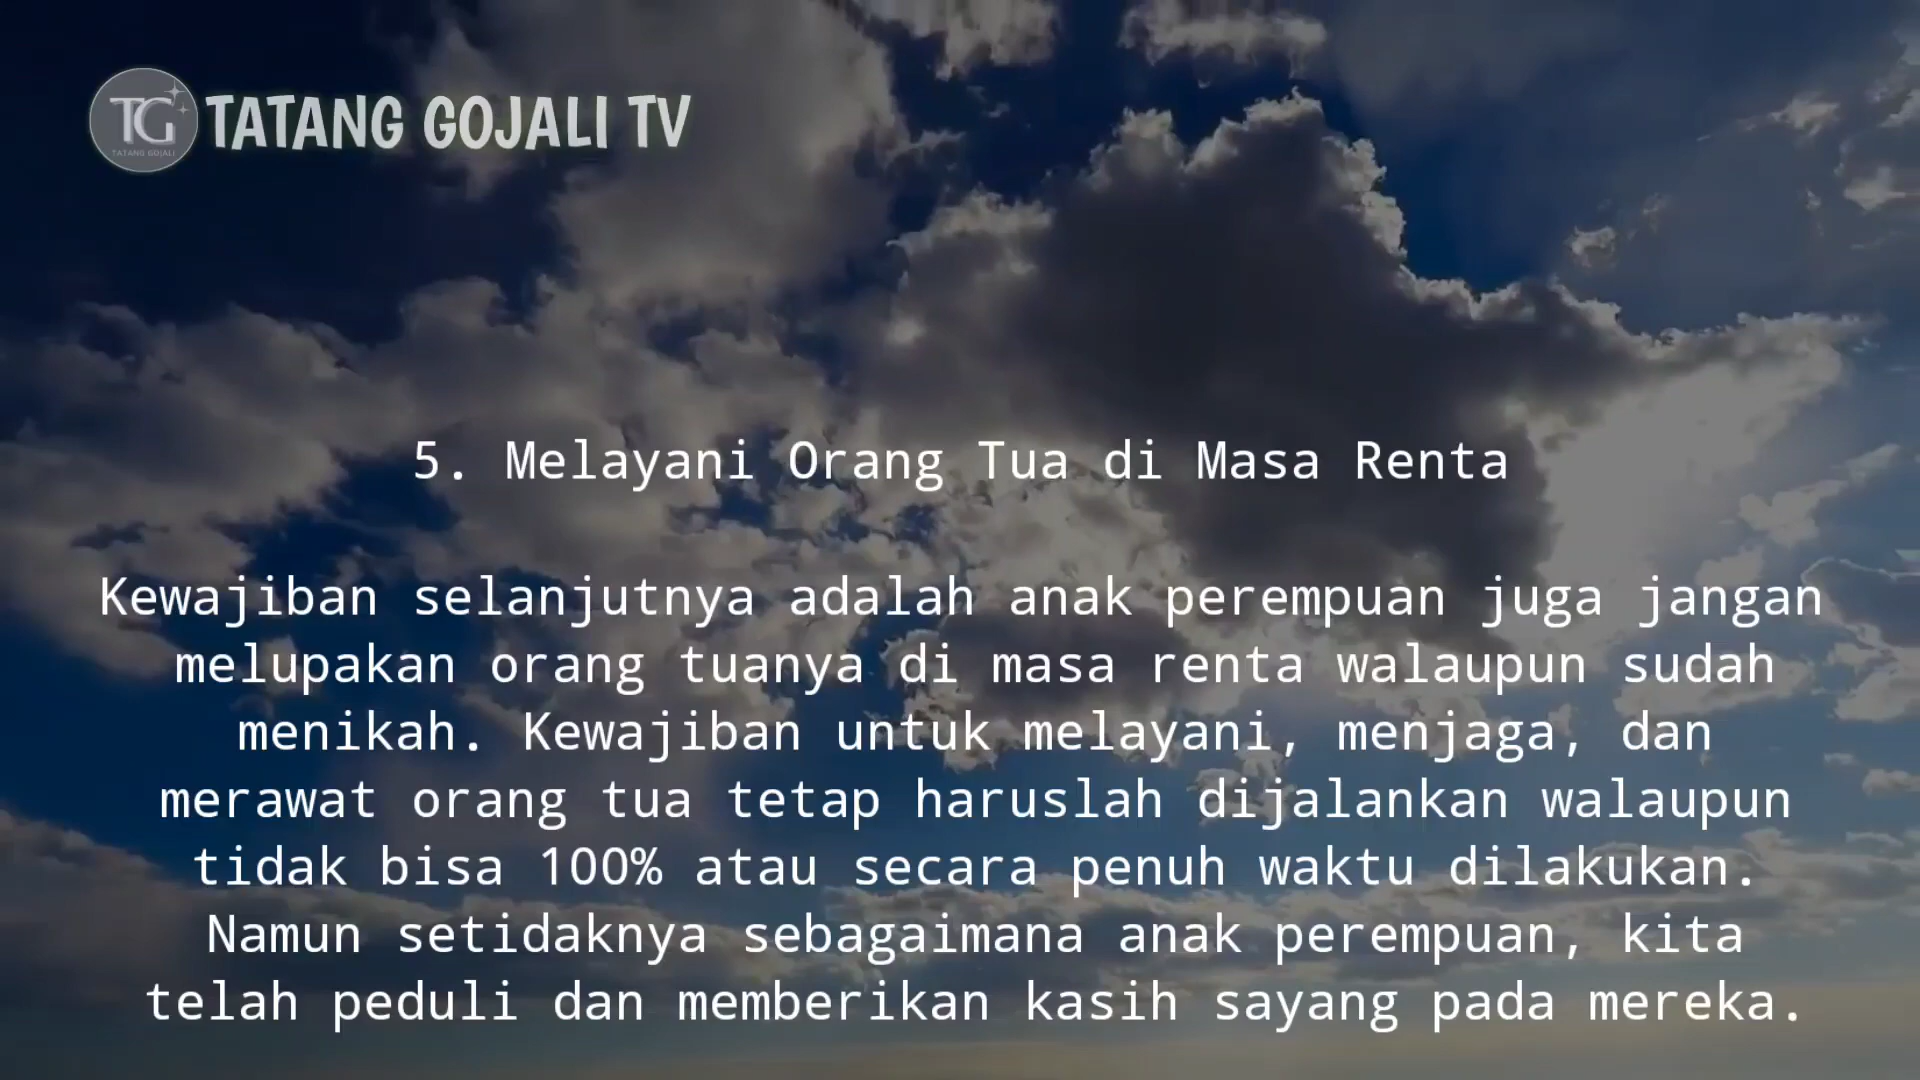 TG
TATANG GOJALI
TATANG GOJALI TV
5. Melayani Orang Tua di Masa Renta
Kewajiban selanjutnya adalah anak perempuan juga jangan
melupakan orang tuanya di masa renta walaupun sudah
menikah. Kewajiban untuk melayani, menjaga, dan
merawat orang tua tetap haruslah dijalankan walaupun
tidak bisa 100% atau secara penuh waktu dilakukan.
Namun setidaknya sebagaimana anak perempuan, kita
telah peduli dan memberikan kasih sayang pada mereka.